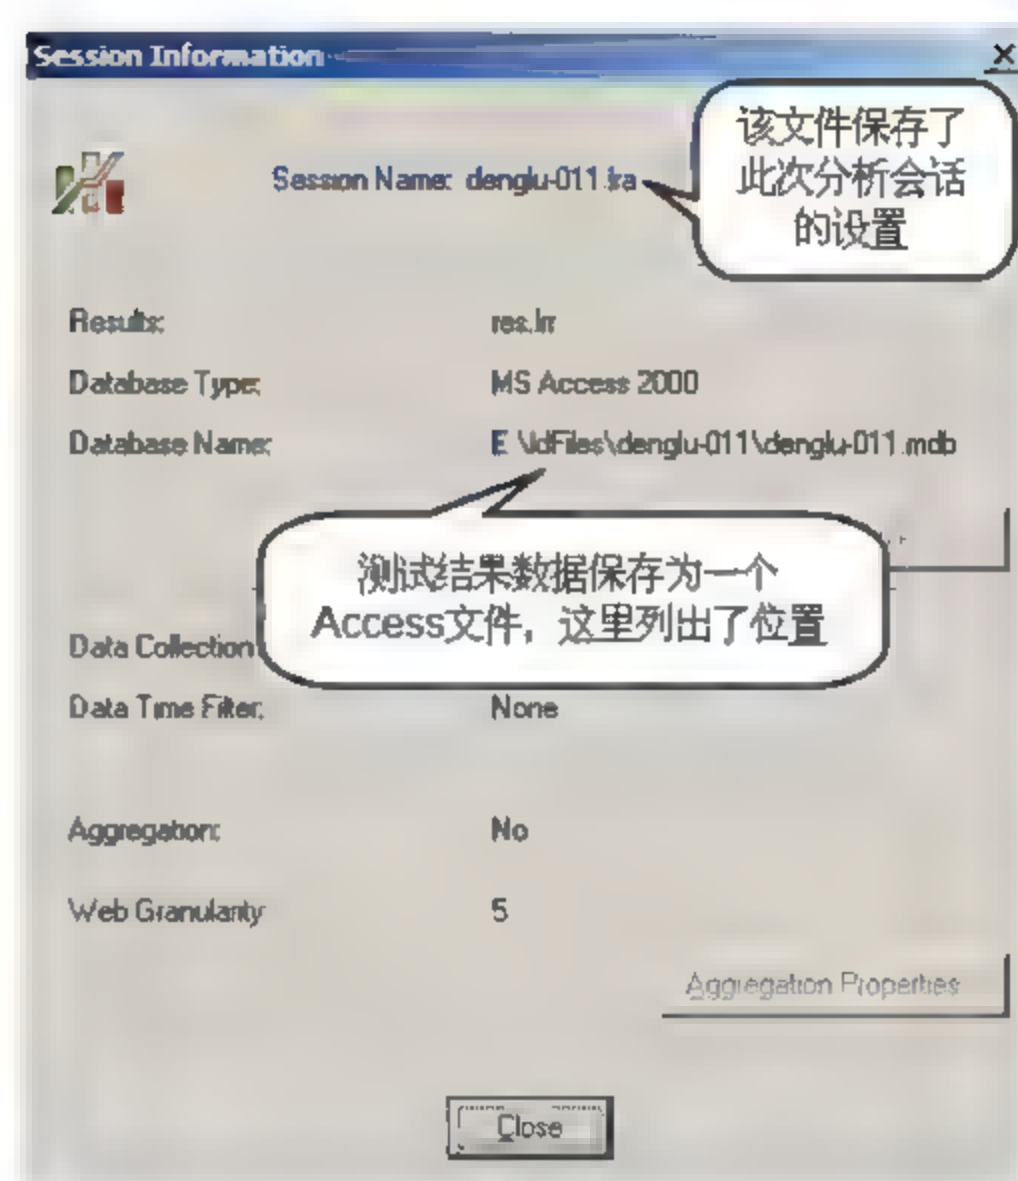 Session Information
Session Name: denglu-011.lra
该文件保存了
此次分析会话
的设置
Results: res.lrr
Database Type: MS Access 2000
Database Name: E \ldFiles\denglu-011\denglu-011.mdb
测试结果数据保存为一个
Access文件，这里列出了位置
Data Collection
Data Time Filter: None
Aggregation: No
Web Granularity 5
Aggregation Properties
Close